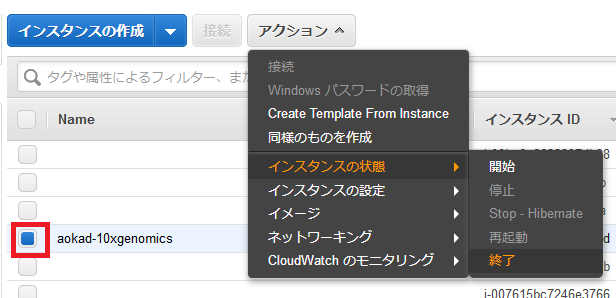 インスタンスの作成
接続
アクション
タグや属性によるフィルター、また
Name
インスタンス ID
接続
Windows パスワードの取得
Create Template From Instance
同様のものを作成
インスタンスの状態
開始
インスタンスの設定
停止
イメージ
Stop - Hibernate
ネットワーキング
再起動
aokad-10xgenomics
CloudWatch のモニタリング
終了
i-007615bc7246e3766